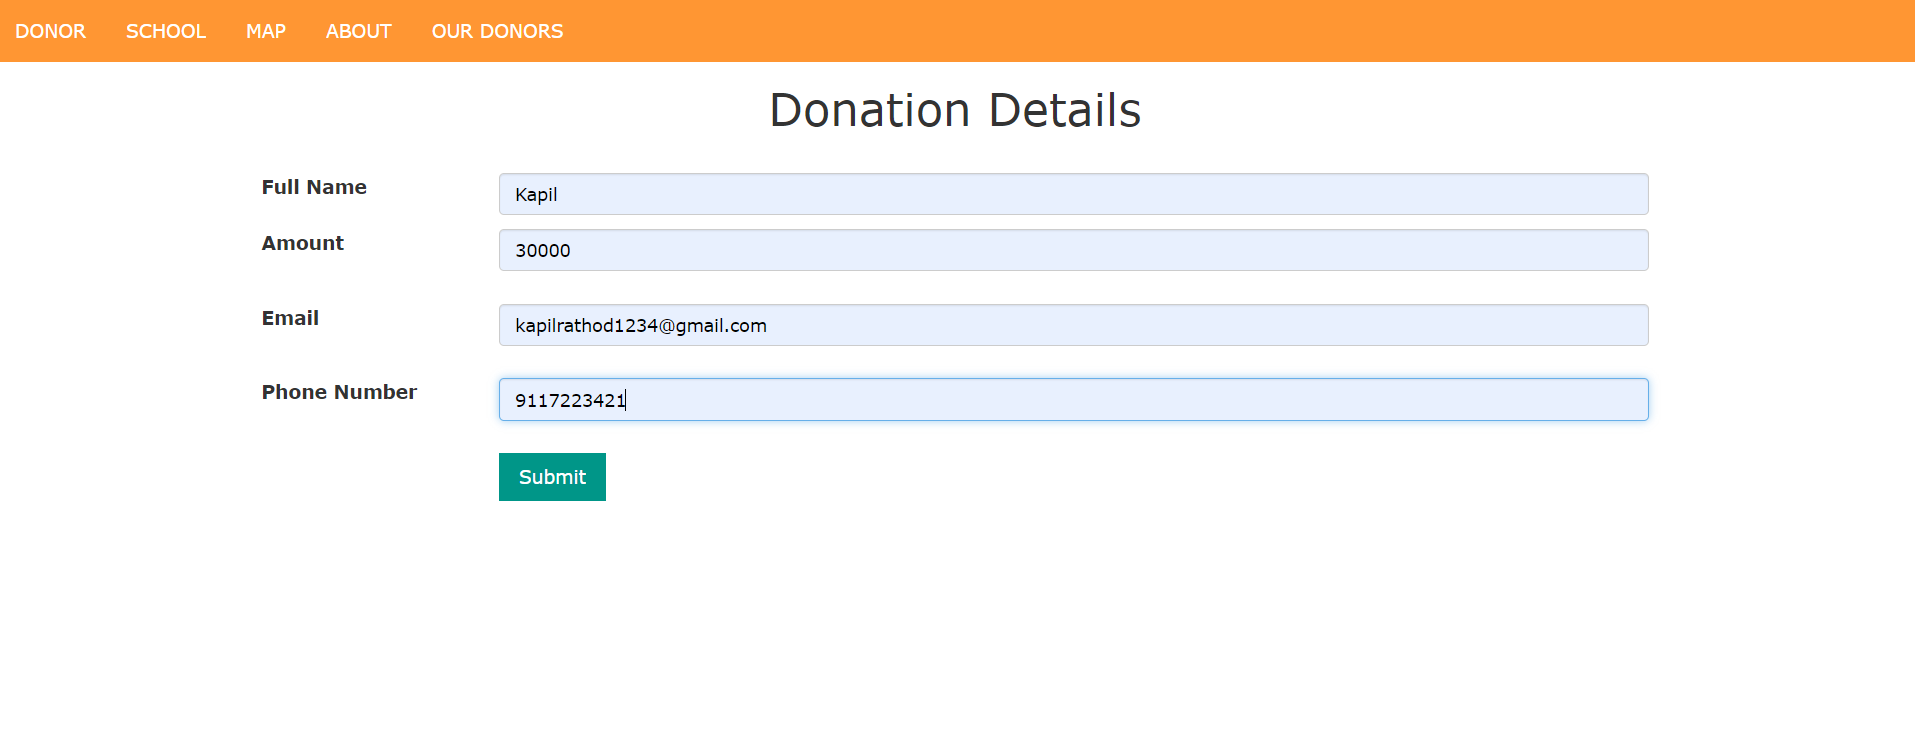 DONOR SCHOOL MAP ABOUT OUR DONORS
Donation Details
Full Name Kapil
Amount 30000
Email kapilrathod1234@gmail.com
Phone Number 9117223421
Submit